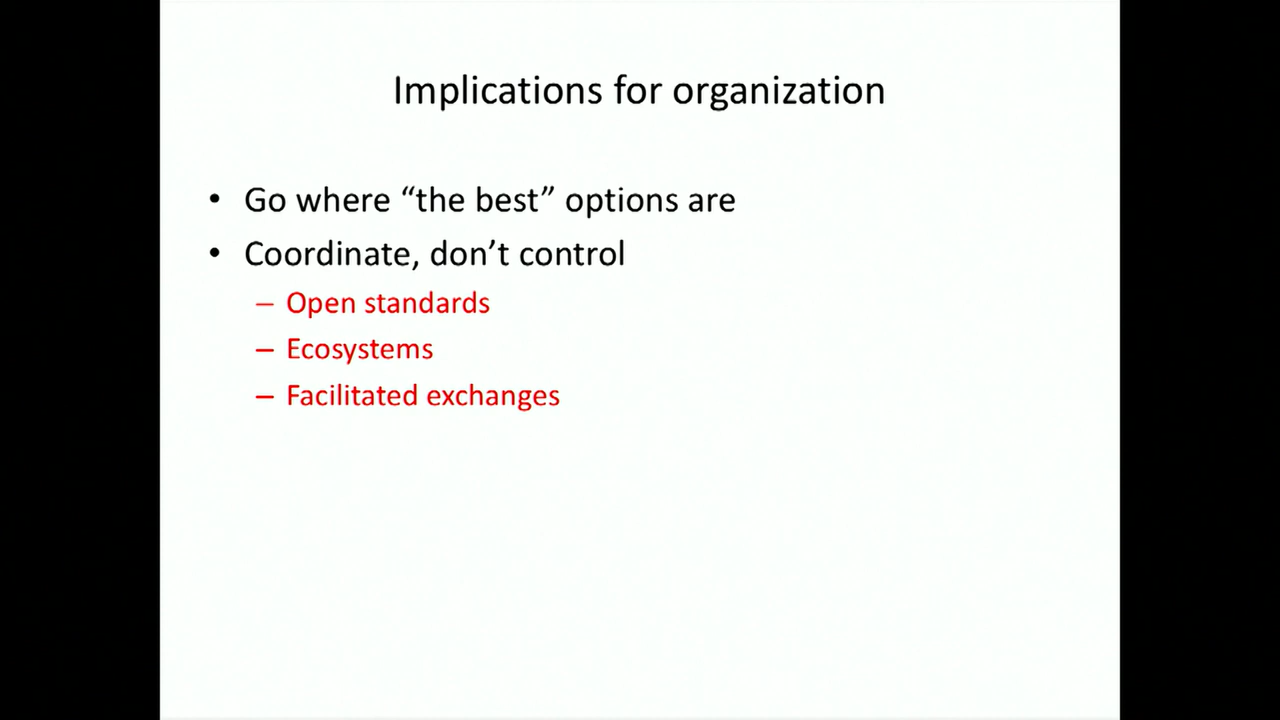 Implications for organization
• Go where “the best” options are
• Coordinate, don’t control
– Open standards
– Ecosystems
– Facilitated exchanges